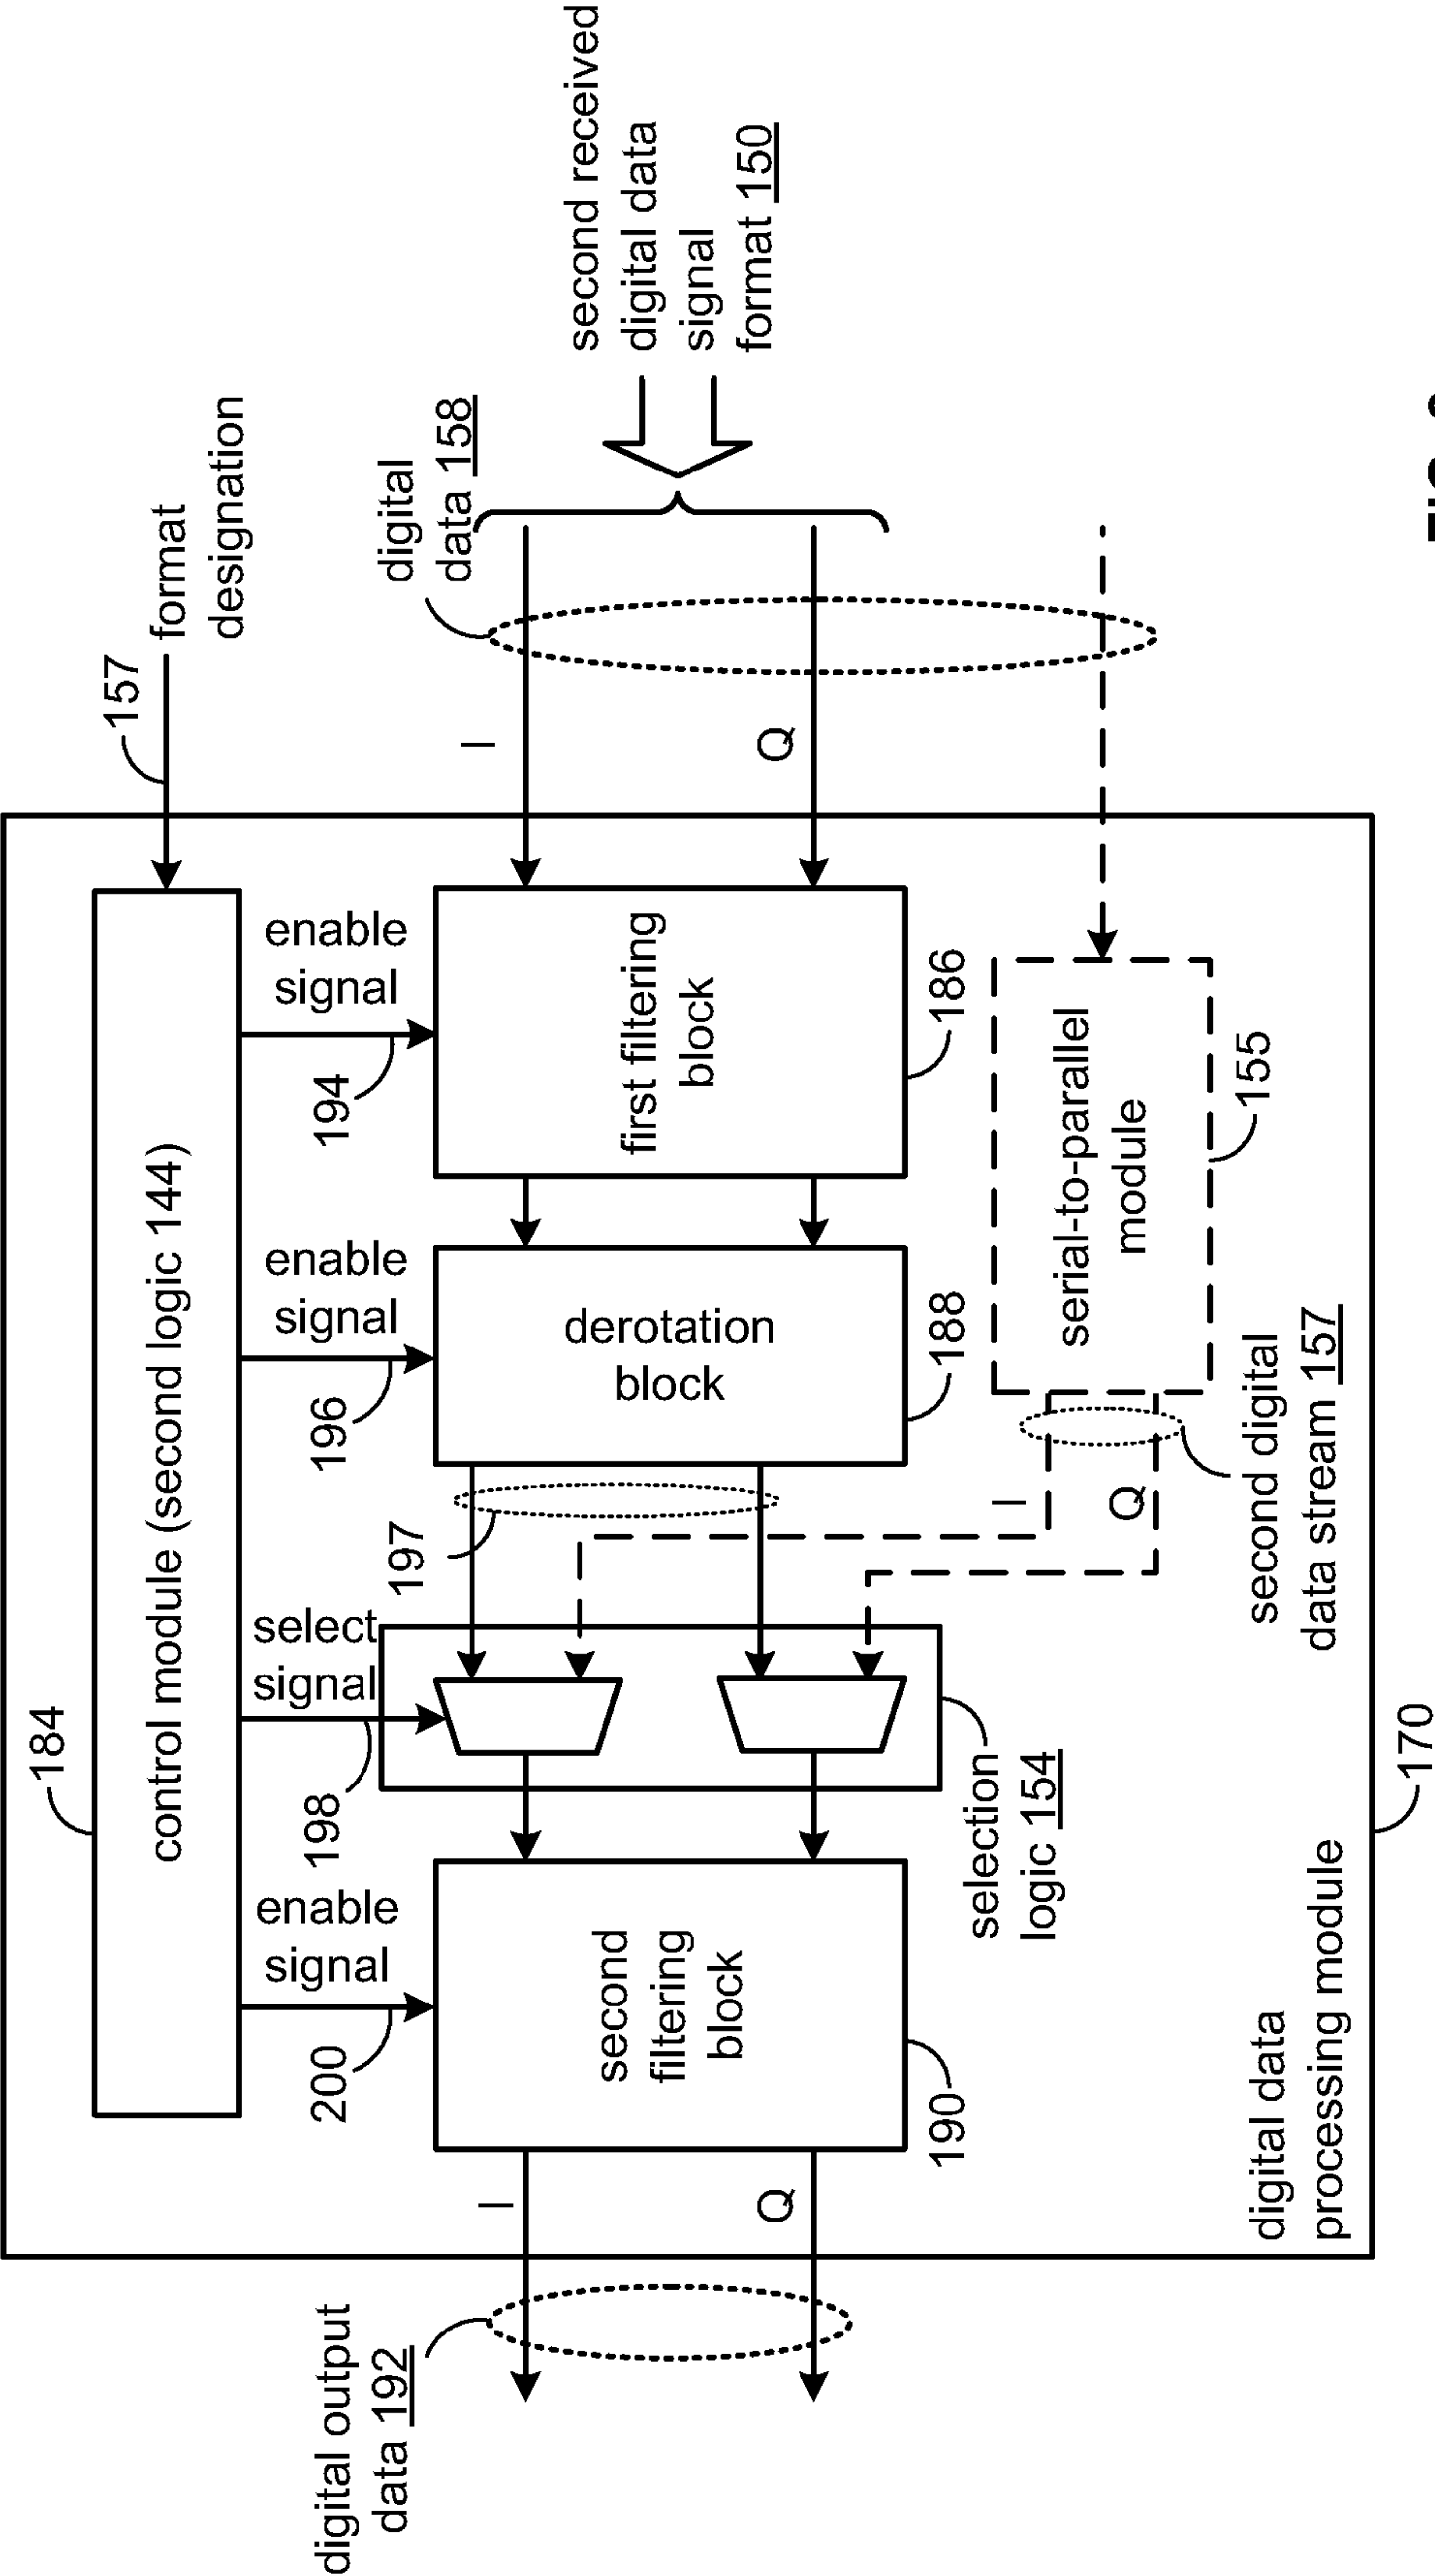 184
control module (second logic 144)
157
format
designation
200
enable
signal
198
select
signal
196
enable
signal
194
enable
signal
digital output
data 192
I
Q
second
filtering
block
190
selection
logic 154
197
derotation
block
188
first filtering
block
186
I
Q
digital
data 158
second received
digital data
signal
format 150
I
Q
second digital
data stream 157
serial-to-parallel
module
155
digital data
processing module
170